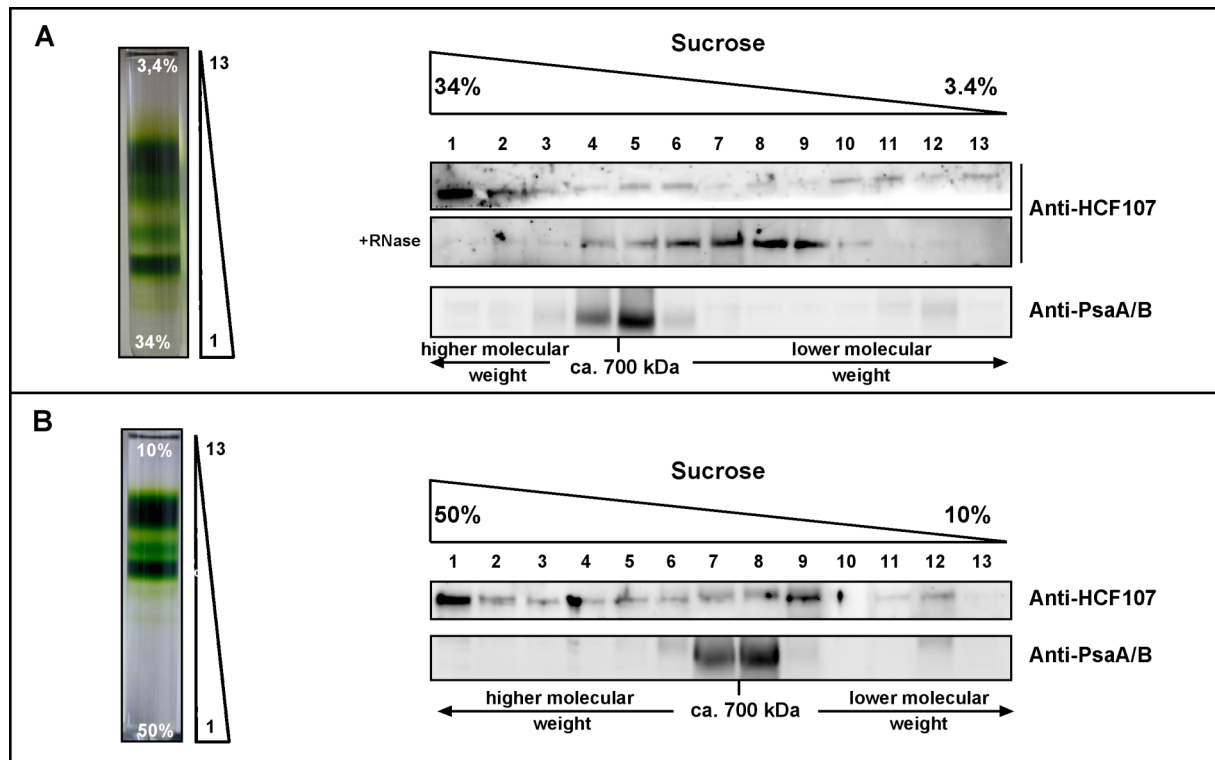 A
3,4%
13
34%
1
Sucrose
34%
3.4%
1 2 3 4 5 6 7 8 9 10 11 12 13
Anti-HCF107
+RNase
Anti-PsaA/B
higher molecular
weight
ca. 700 kDa
lower molecular
weight
B
10%
13
50%
1
Sucrose
50%
10%
1 2 3 4 5 6 7 8 9 10 11 12 13
Anti-HCF107
Anti-PsaA/B
higher molecular
weight
ca. 700 kDa
lower molecular
weight